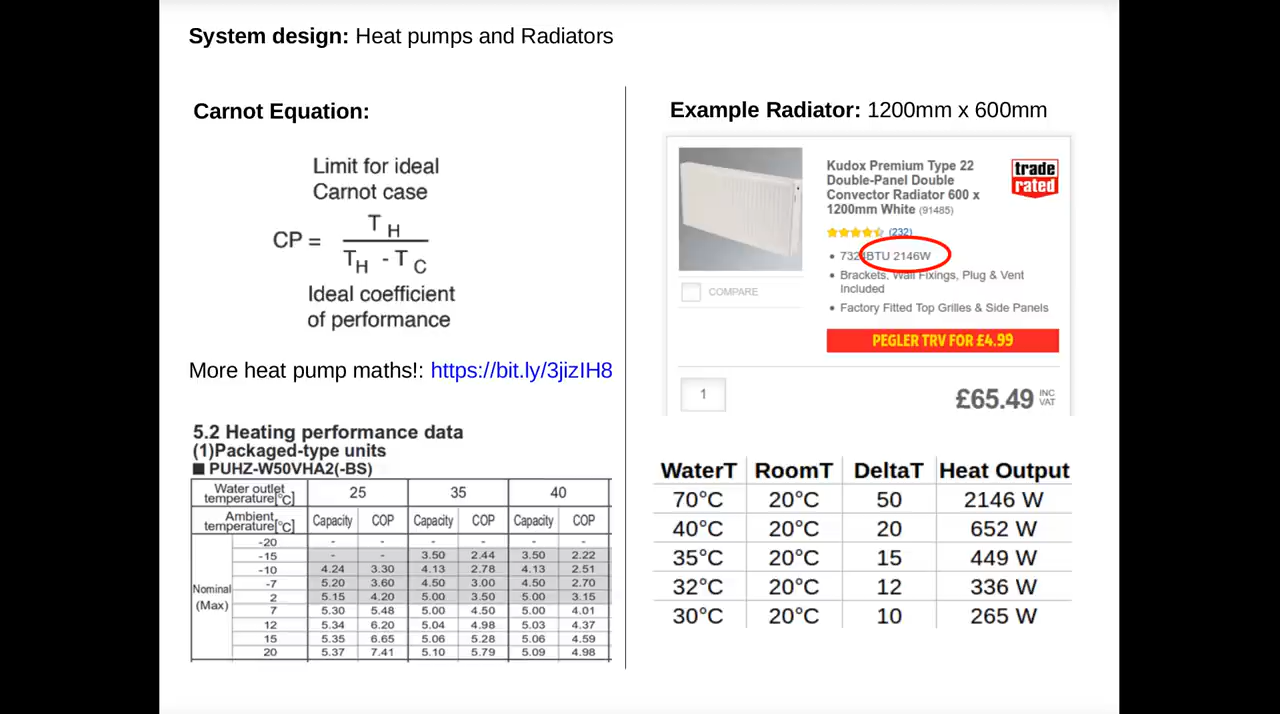 System design: Heat pumps and Radiators
Carnot Equation:
Limit for ideal
Carnot case
CP = T H
T H - T C
Ideal coefficient
of performance
More heat pump maths!: https://bit.ly/3jizIH8
5.2 Heating performance data
(1)Packaged-type units
■ PUHZ-W50VHA2(-BS)
Water outlet temperature[°C] 25 35 40
Ambient temperature[°C] Capacity COP Capacity COP Capacity COP
Nominal (Max)
-20 - - - - - -
-15 - - 3.50 2.44 3.50 2.22
-10 4.24 3.30 4.13 2.78 4.13 2.51
-7 5.20 3.60 4.50 3.00 4.50 2.70
2 5.15 4.20 5.00 3.50 5.00 3.15
7 5.30 5.48 5.00 4.50 5.00 4.01
12 5.34 6.20 5.04 4.98 5.03 4.37
15 5.35 6.65 5.06 5.28 5.06 4.59
20 5.37 7.41 5.10 5.79 5.09 4.98
Example Radiator: 1200mm x 600mm
Kudox Premium Type 22
Double-Panel Double
Convector Radiator 600 x
1200mm White (91485)
trade
rated
(232)
• 7324BTU 2146W
• Brackets, Wall Fixings, Plug & Vent
Included
• Factory Fitted Top Grilles & Side Panels
COMPARE
PEGLER TRV FOR £4.99
1
£65.49 INC VAT
WaterT RoomT DeltaT Heat Output
70°C 20°C 50 2146 W
40°C 20°C 20 652 W
35°C 20°C 15 449 W
32°C 20°C 12 336 W
30°C 20°C 10 265 W